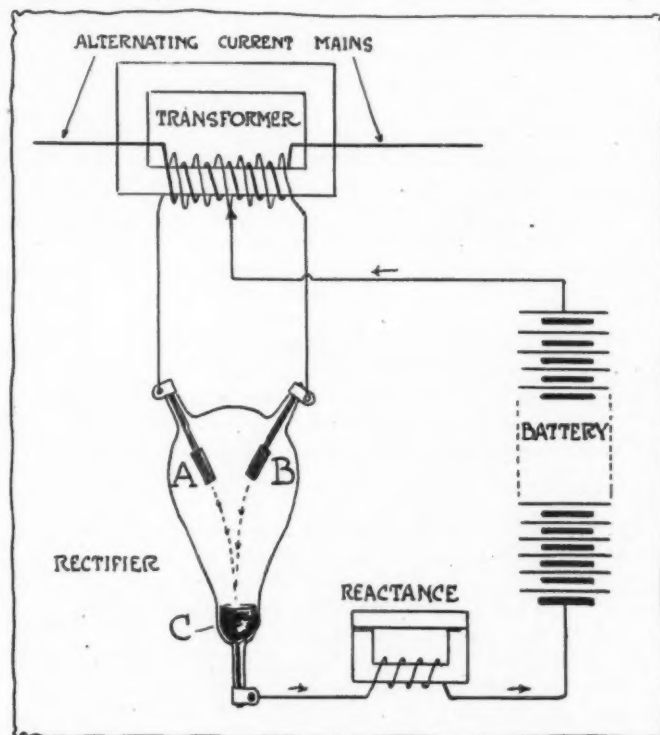 ALTERNATING CURRENT MAINS
TRANSFORMER
A B
BATTERY
RECTIFIER
REACTANCE
C